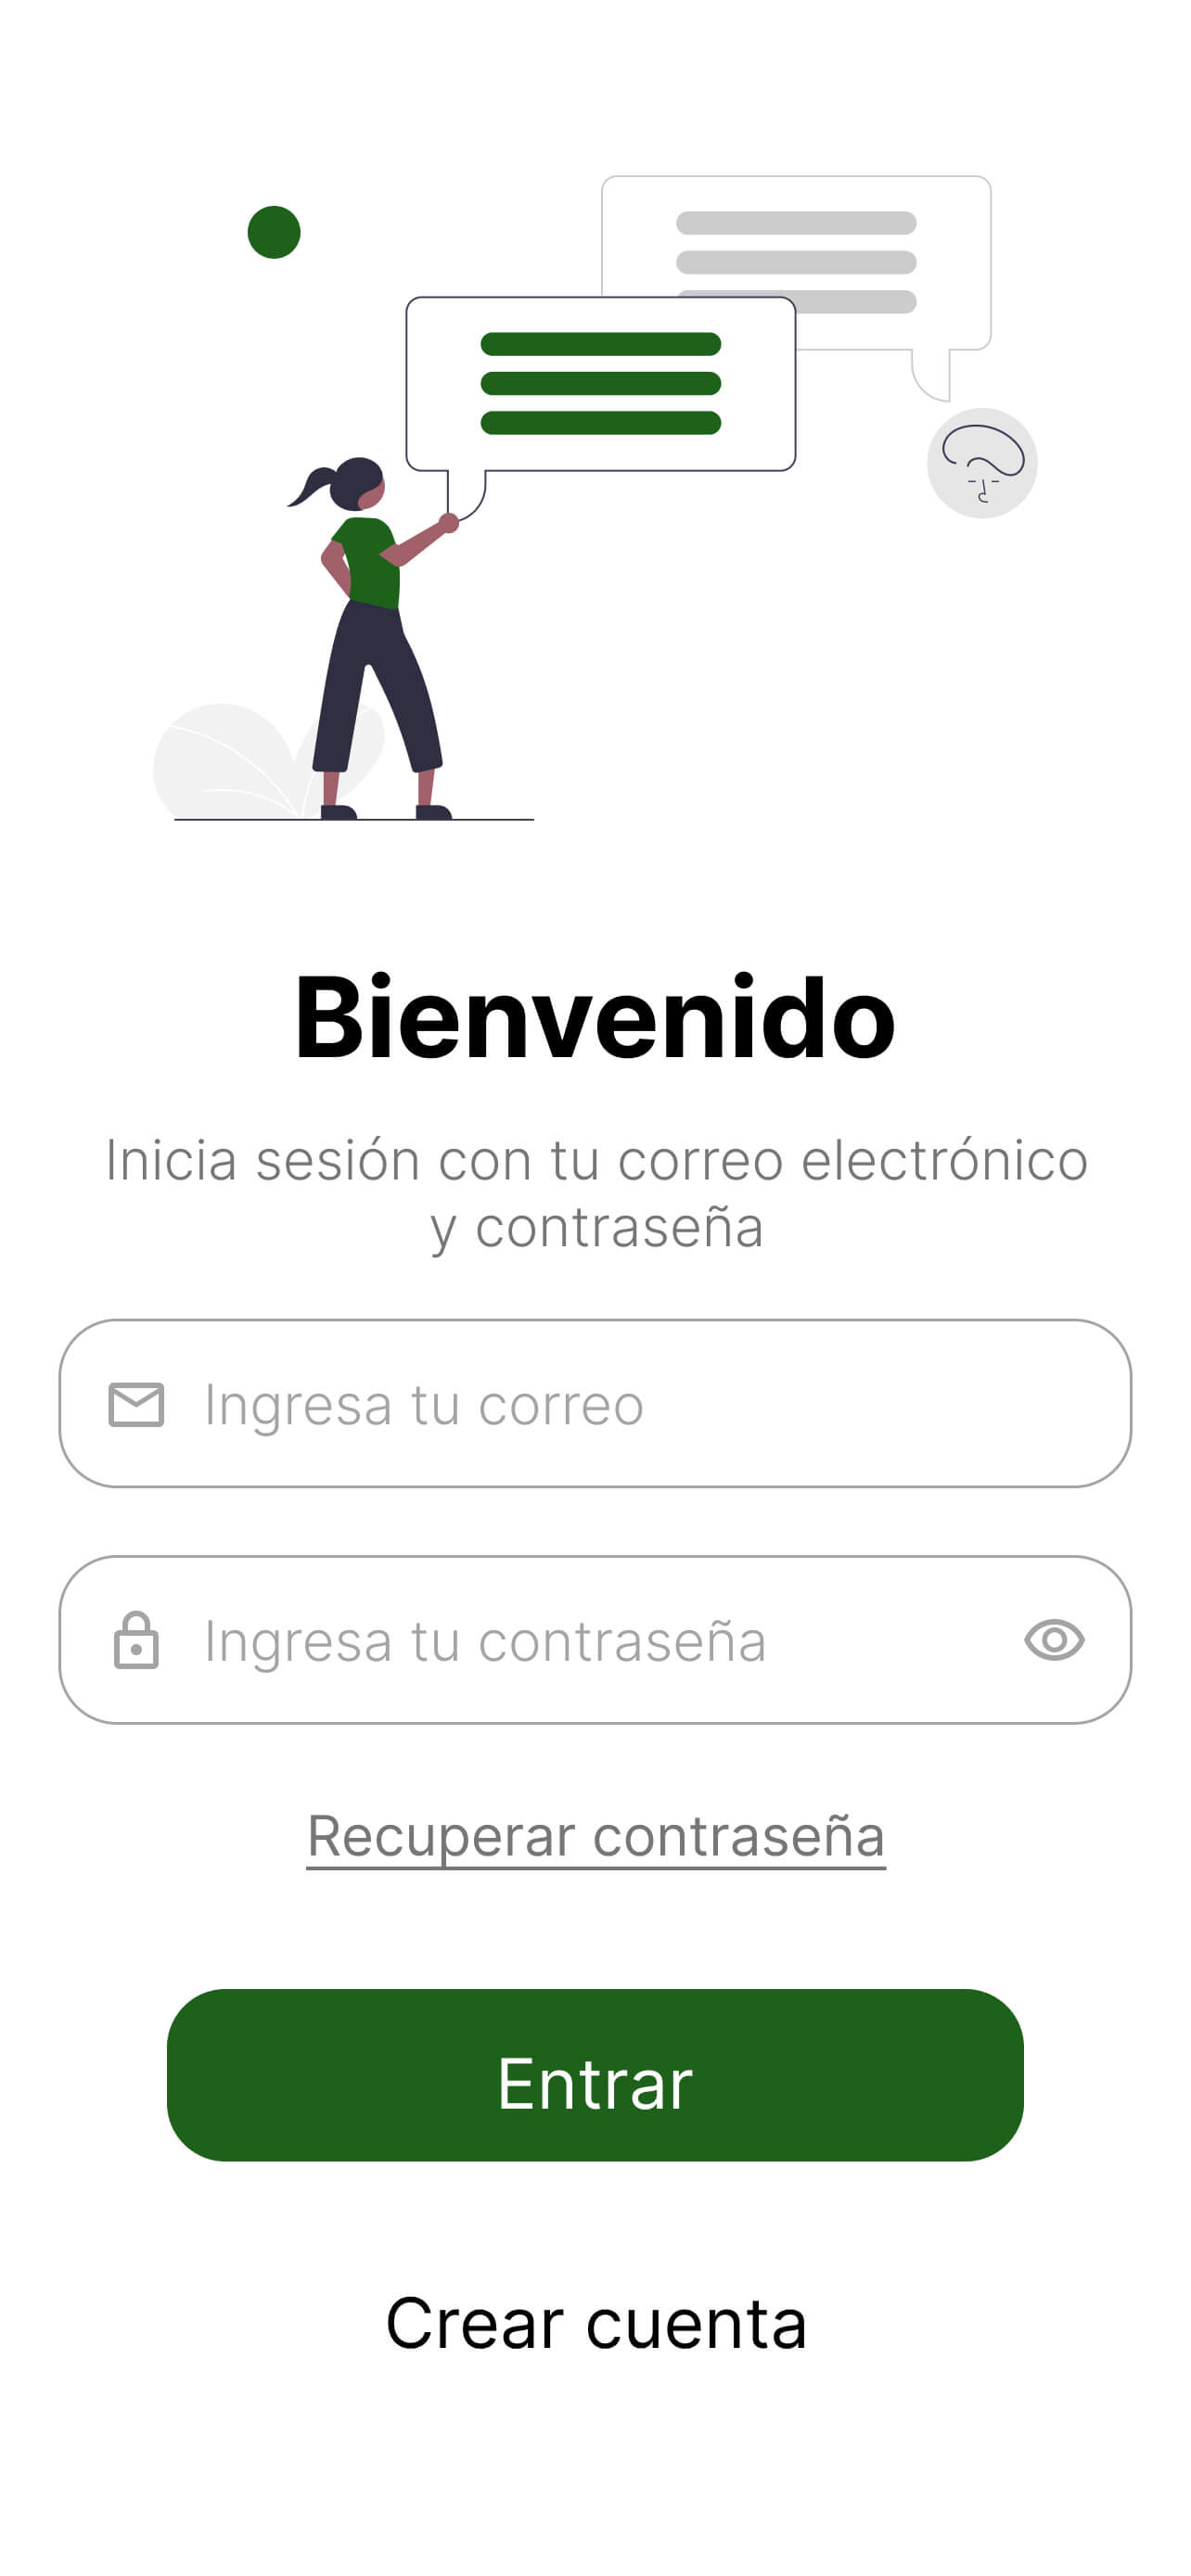 Bienvenido
Inicia sesión con tu correo electrónico
y contraseña
Ingresa tu correo
Ingresa tu contraseña
Recuperar contraseña
Entrar
Crear cuenta